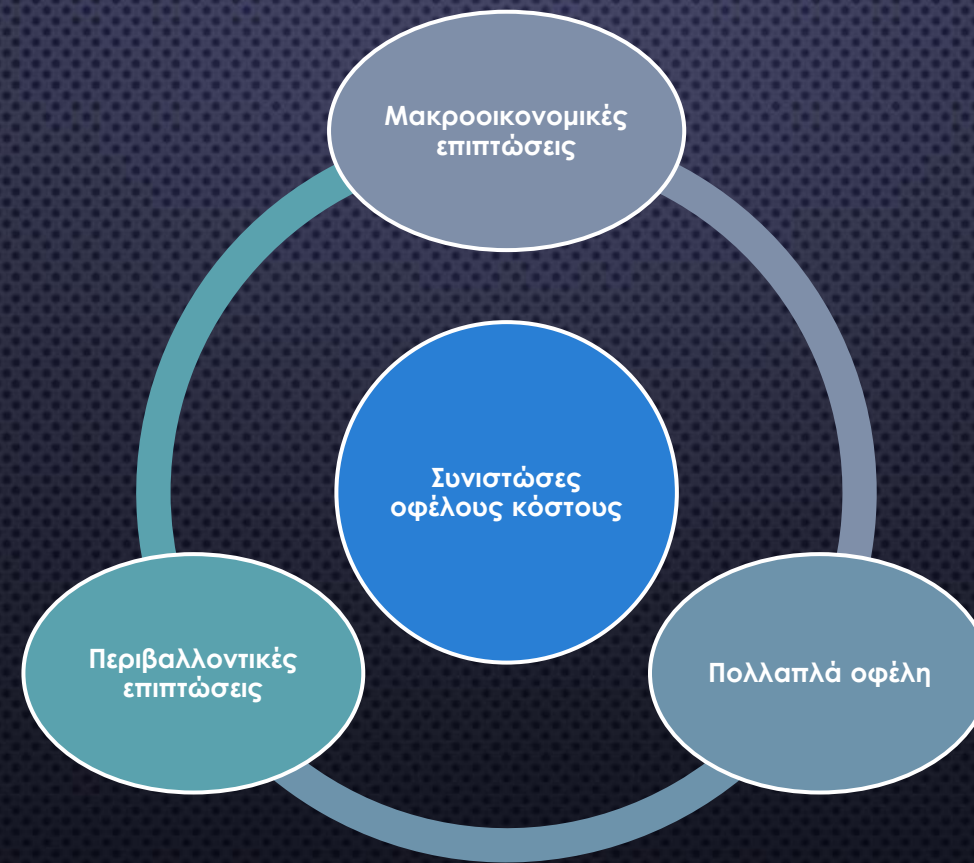 Μακροοικονομικές
επιπτώσεις
Συνιστώσες
οφέλους κόστους
Περιβαλλοντικές
επιπτώσεις
Πολλαπλά οφέλη